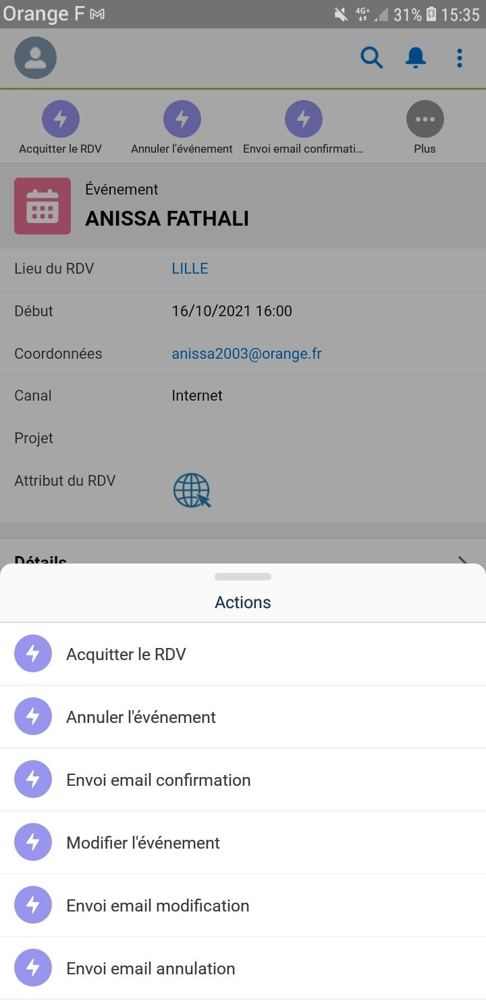 Orange F 4G+ 31% 15:35
Acquitter le RDV Annuler l'événement Envoi email confirmati... Plus
Événement
ANISSA FATHALI
Lieu du RDV LILLE
Début 16/10/2021 16:00
Coordonnées anissa2003@orange.fr
Canal Internet
Projet
Attribut du RDV
Détails
Actions
Acquitter le RDV
Annuler l'événement
Envoi email confirmation
Modifier l'événement
Envoi email modification
Envoi email annulation